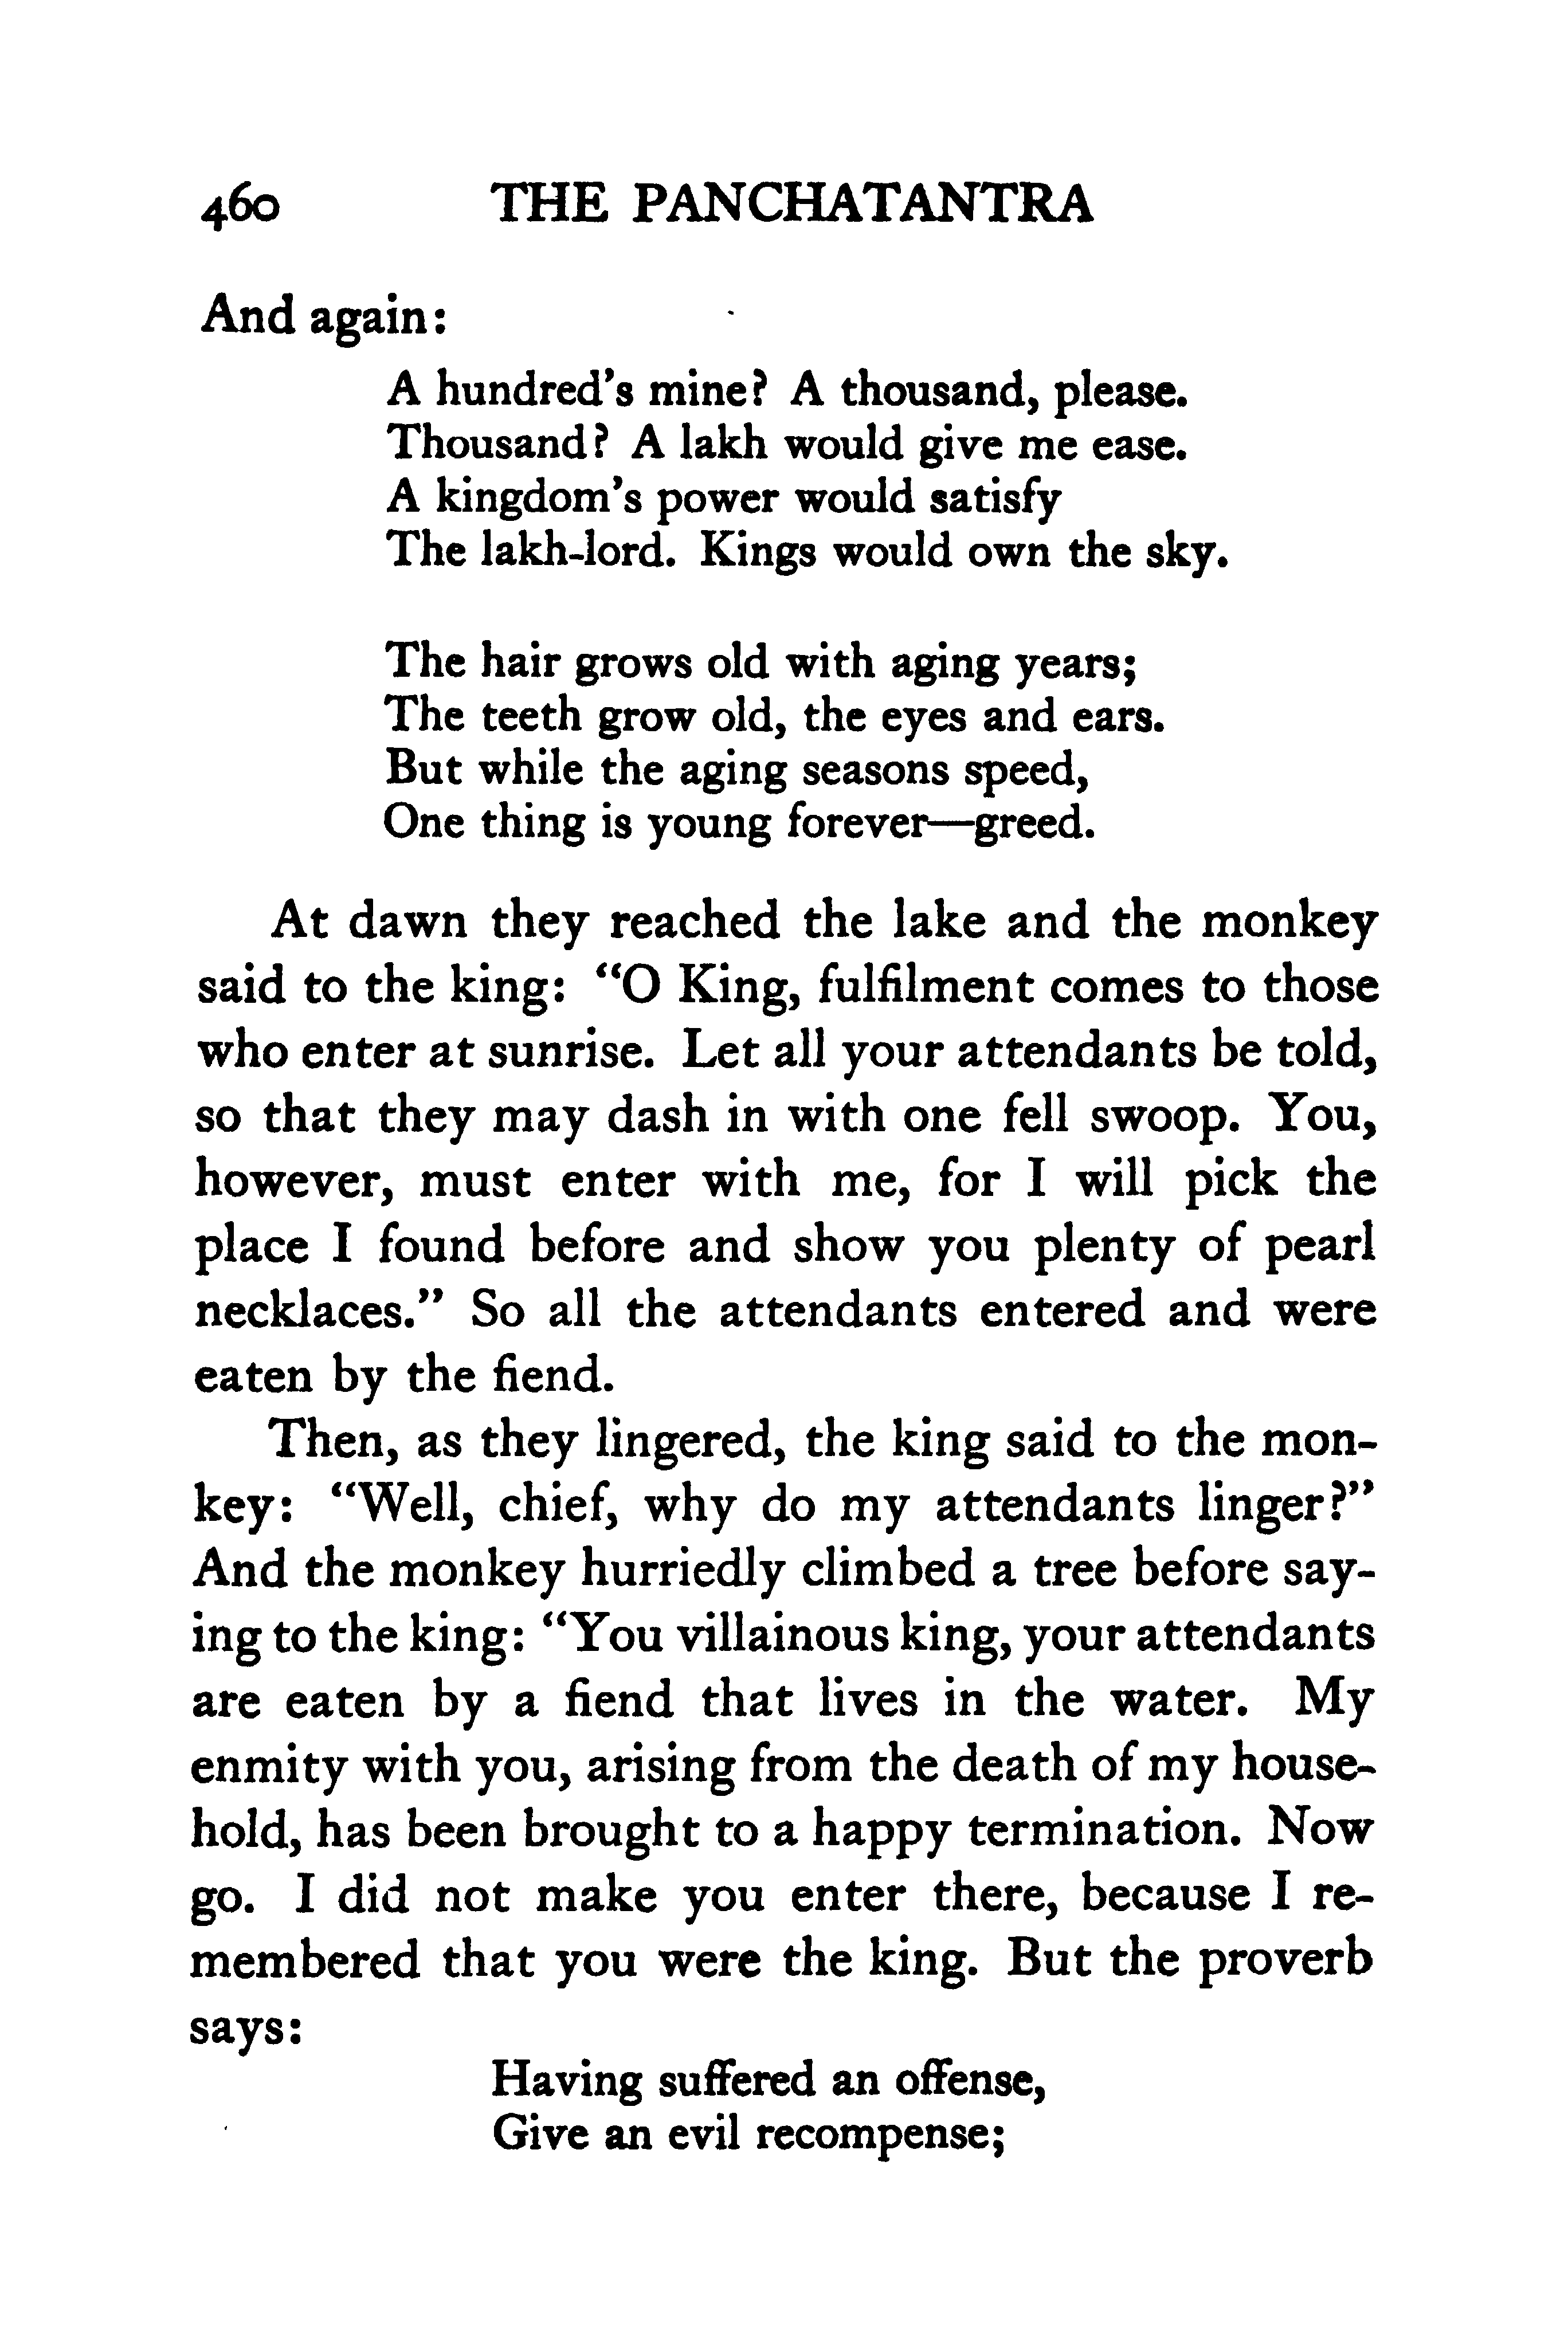 460 THE PANCHATANTRA
And again:
A hundred's mine? A thousand, please.
Thousand? A lakh would give me ease.
A kingdom's power would satisfy
The lakh-lord. Kings would own the sky.
The hair grows old with aging years;
The teeth grow old, the eyes and ears.
But while the aging seasons speed,
One thing is young forever—greed.
At dawn they reached the lake and the monkey
said to the king: “O King, fulfilment comes to those
who enter at sunrise. Let all your attendants be told,
so that they may dash in with one fell swoop. You,
however, must enter with me, for I will pick the
place I found before and show you plenty of pearl
necklaces.” So all the attendants entered and were
eaten by the fiend.
Then, as they lingered, the king said to the mon-
key: “Well, chief, why do my attendants linger?”
And the monkey hurriedly climbed a tree before say-
ing to the king: “You villainous king, your attendants
are eaten by a fiend that lives in the water. My
enmity with you, arising from the death of my house-
hold, has been brought to a happy termination. Now
go. I did not make you enter there, because I re-
membered that you were the king. But the proverb
says:
Having suffered an offense,
Give an evil recompense;